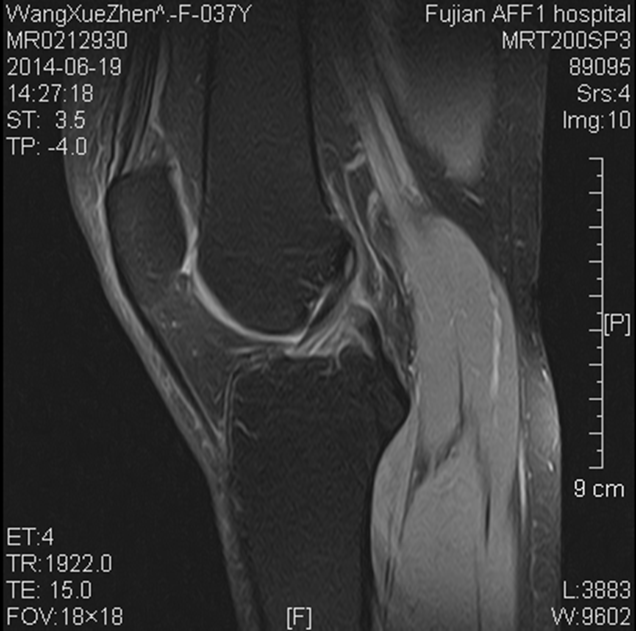 WangXueZhen^.-F-037Y
MR0212930
2014-06-19
14:27:18
ST: 3.5
TP: -4.0
Fujian AFF1 hospital
MRT200SP3
89095
Srs:4
Img:10
[P]
9 cm
ET:4
TR:1922.0
TE: 15.0
FOV:18×18
[F]
L:3883
W:9602